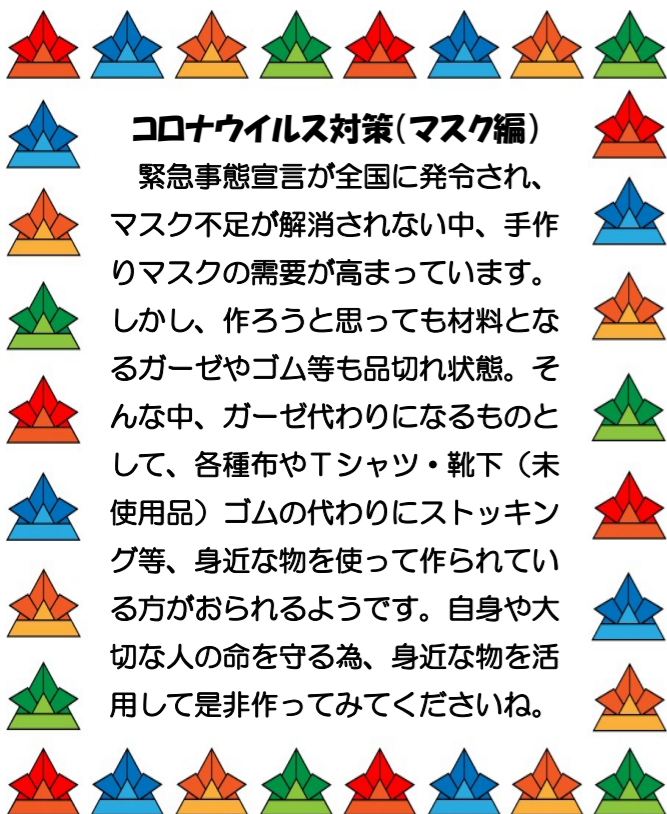 コロナウイルス対策(マスク編)
　緊急事態宣言が全国に発令され、
マスク不足が解消されない中、手作
りマスクの需要が高まっています。
しかし、作ろうと思っても材料とな
るガーゼやゴム等も品切れ状態。そ
んな中、ガーゼ代わりになるものと
して、各種布やTシャツ・靴下（未
使用品）ゴムの代わりにストッキン
グ等、身近な物を使って作られてい
る方がおられるようです。自身や大
切な人の命を守る為、身近な物を活
用して是非作ってみてくださいね。